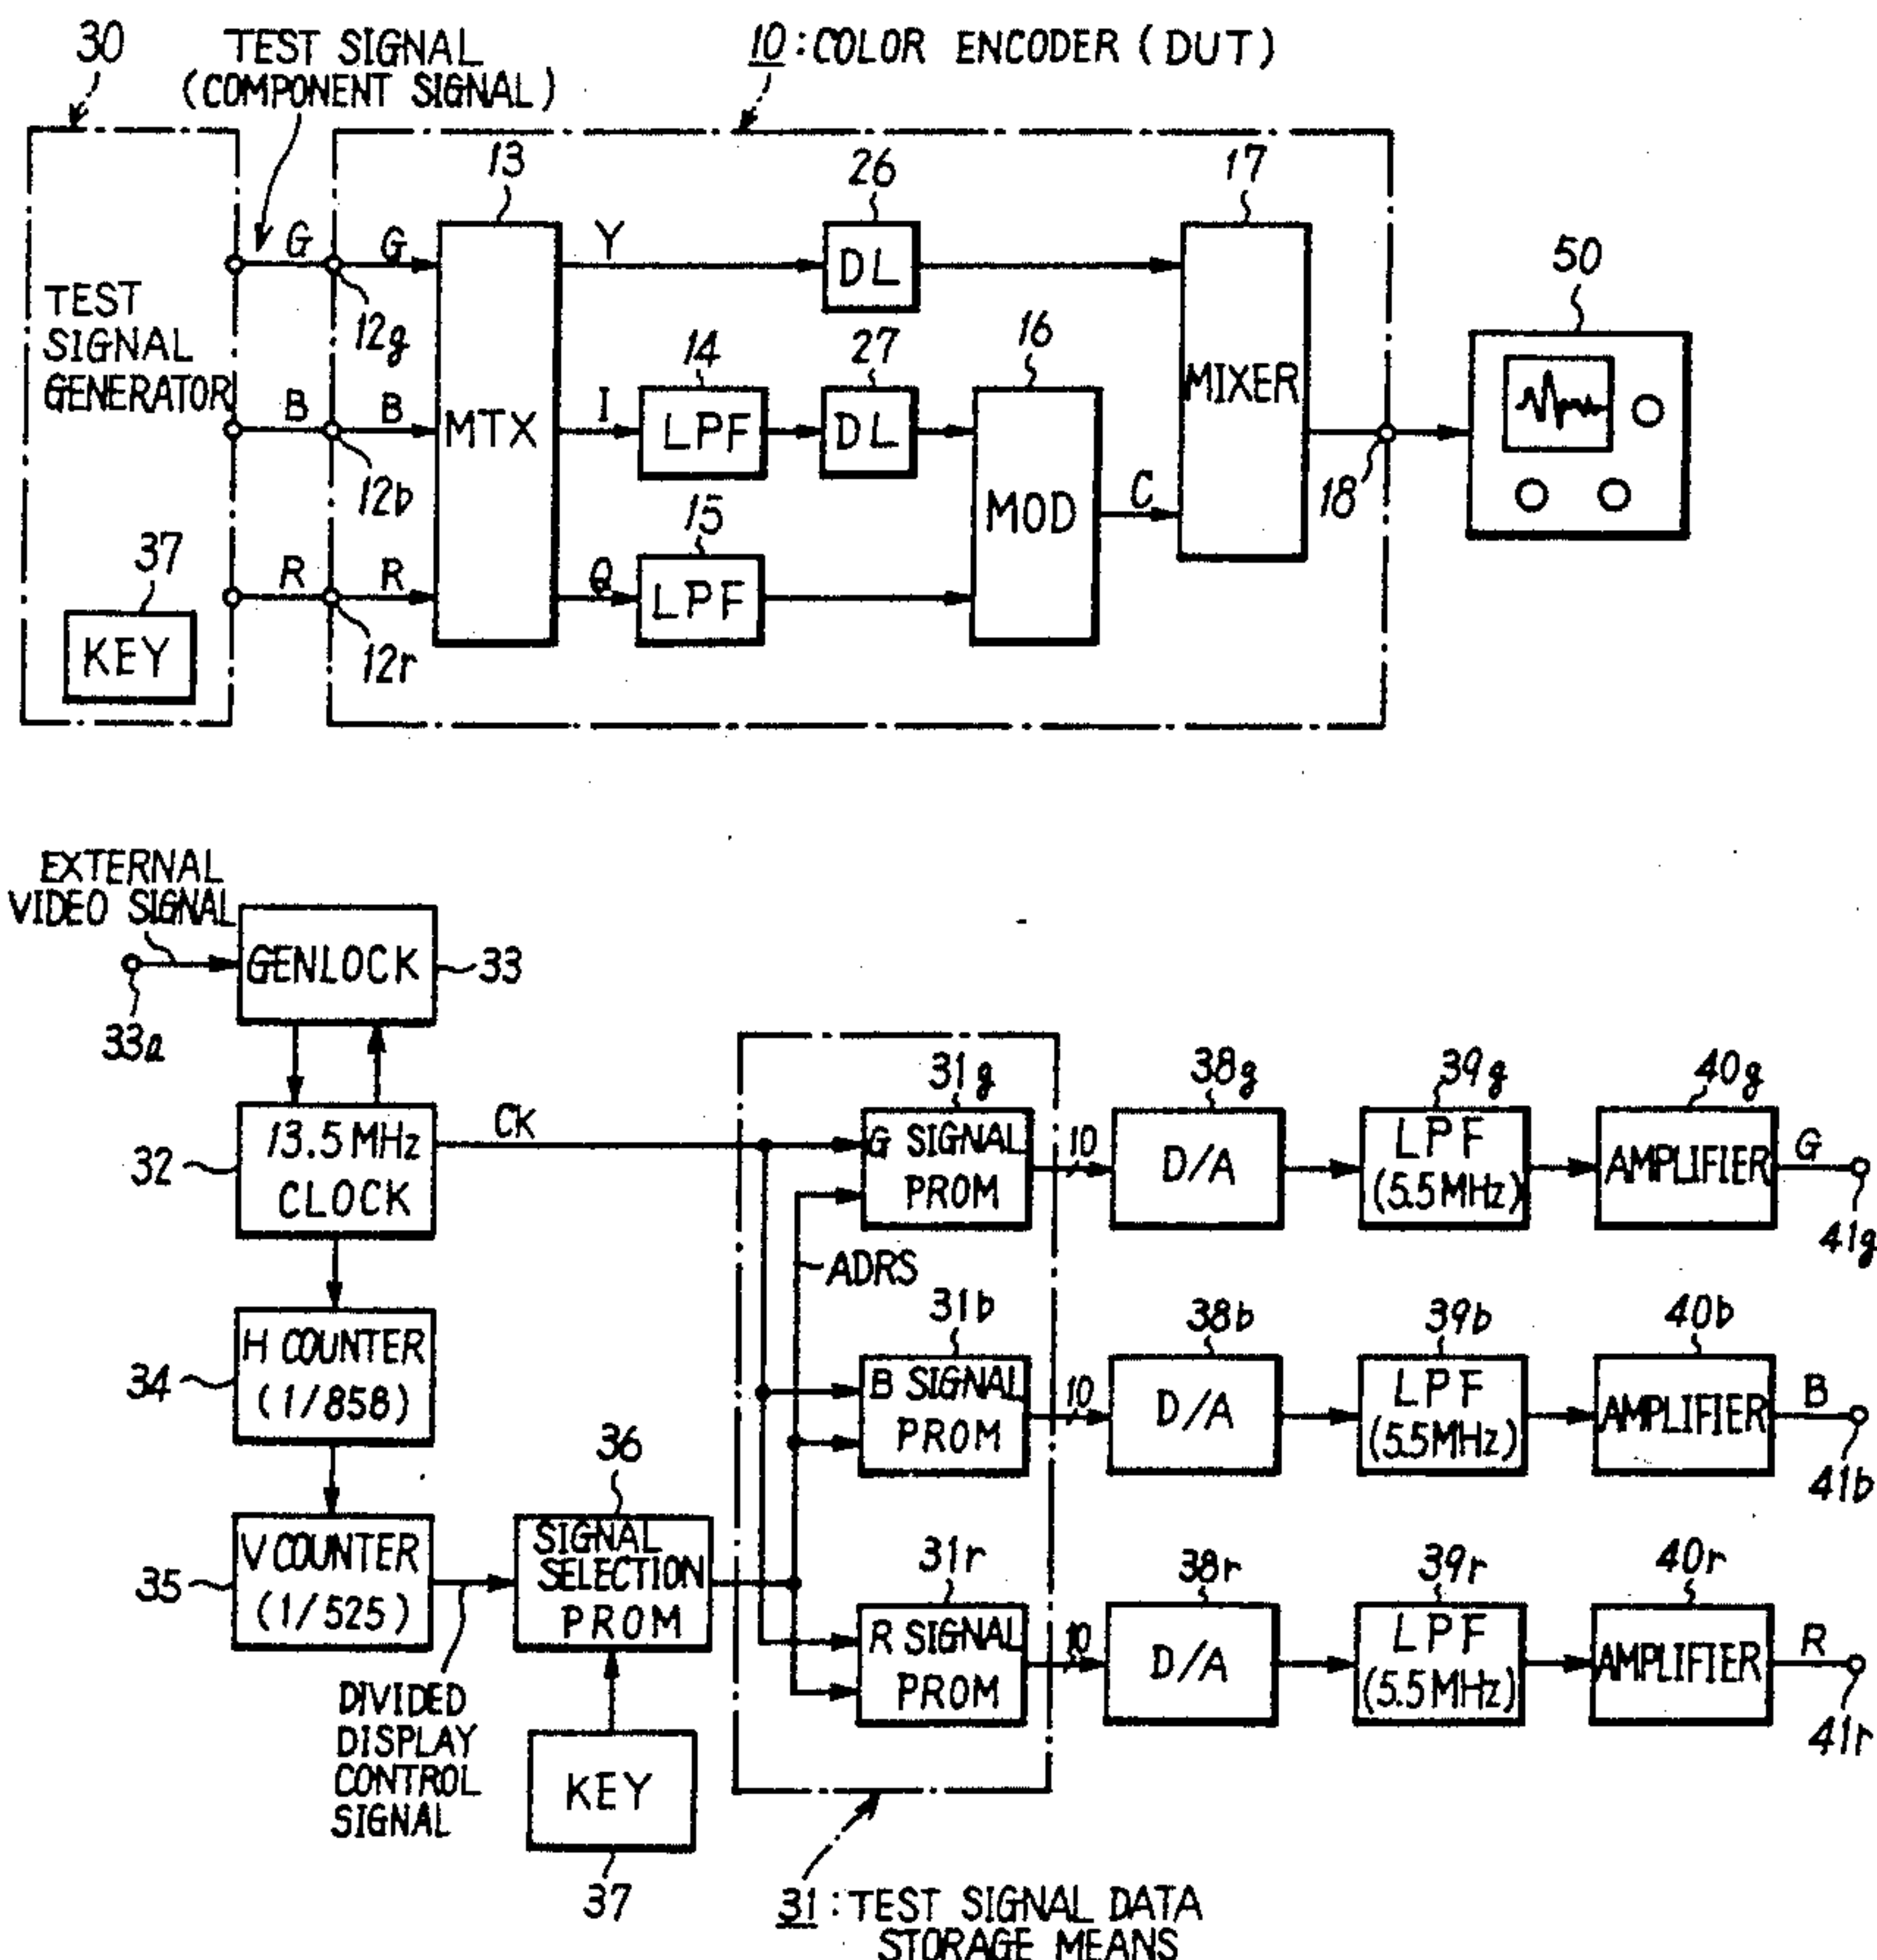 30
TEST SIGNAL
(COMPONENT SIGNAL)
10 : COLOR ENCODER (DUT)
13
26
17
G
G
Y
DL
50
TEST
SIGNAL
GENERATOR
12g
14
27
16
MIXER
B
B
MTX
I
LPF
DL
12b
15
MOD
C
18
37
R
R
Q
LPF
KEY
12r
EXTERNAL
VIDEO SIGNAL
GENLOCK
33
33a
31g
38g
39g
40g
13.5 MHz
CLOCK
32
CK
G SIGNAL
PROM
10
D/A
LPF
(5.5MHz)
AMPLIFIER
G
41g
ADRS
H COUNTER
(1/858)
34
31b
38b
39b
40b
B SIGNAL
PROM
10
D/A
LPF
(5.5MHz)
AMPLIFIER
B
41b
36
V COUNTER
(1/525)
35
SIGNAL
SELECTION
PROM
31r
38r
39r
40r
R SIGNAL
PROM
10
D/A
LPF
(5.5MHz)
AMPLIFIER
R
41r
DIVIDED
DISPLAY
CONTROL
SIGNAL
KEY
37
31 : TEST SIGNAL DATA
STORAGE MEANS